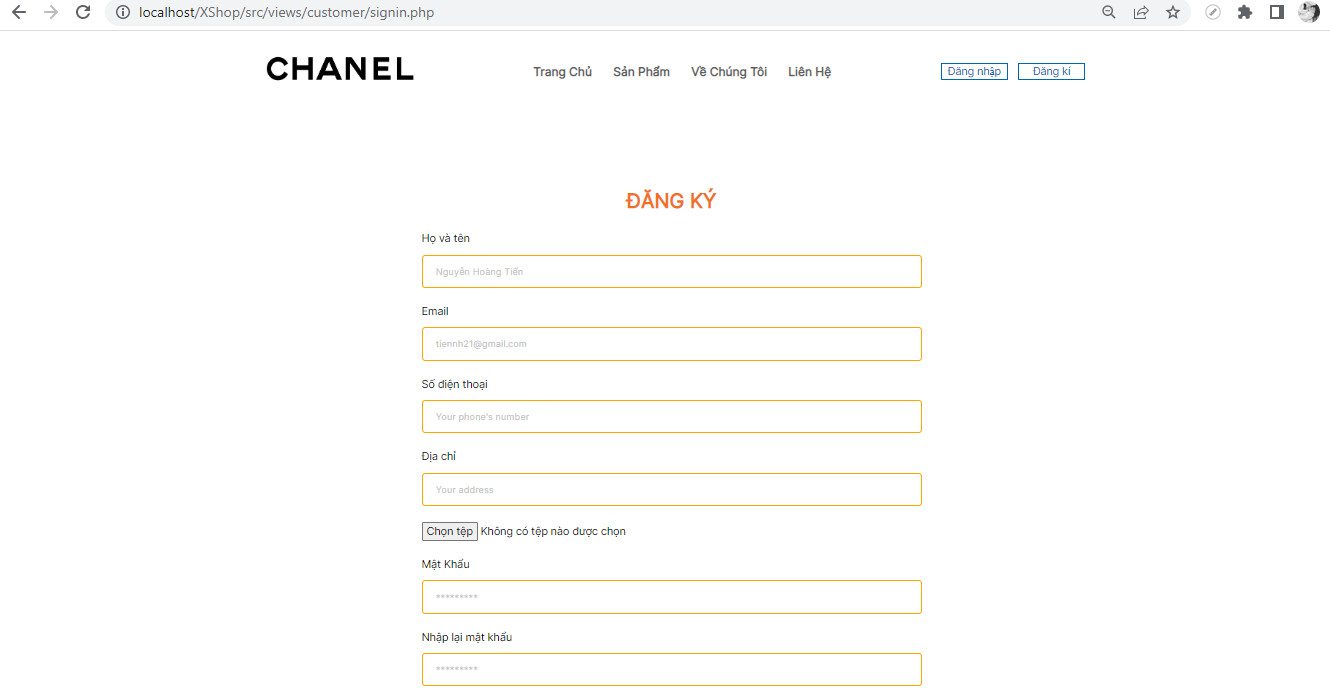 localhost/XShop/src/views/customer/signin.php
CHANEL Trang Chủ Sản Phẩm Về Chúng Tôi Liên Hệ Đăng nhập Đăng kí
ĐĂNG KÝ
Họ và tên
Nguyễn Hoàng Tiến
Email
tiennh21@gmail.com
Số điện thoại
Your phone's number
Địa chỉ
Your address
Chọn tệp Không có tệp nào được chọn
Mật Khẩu
*********
Nhập lại mật khẩu
*********